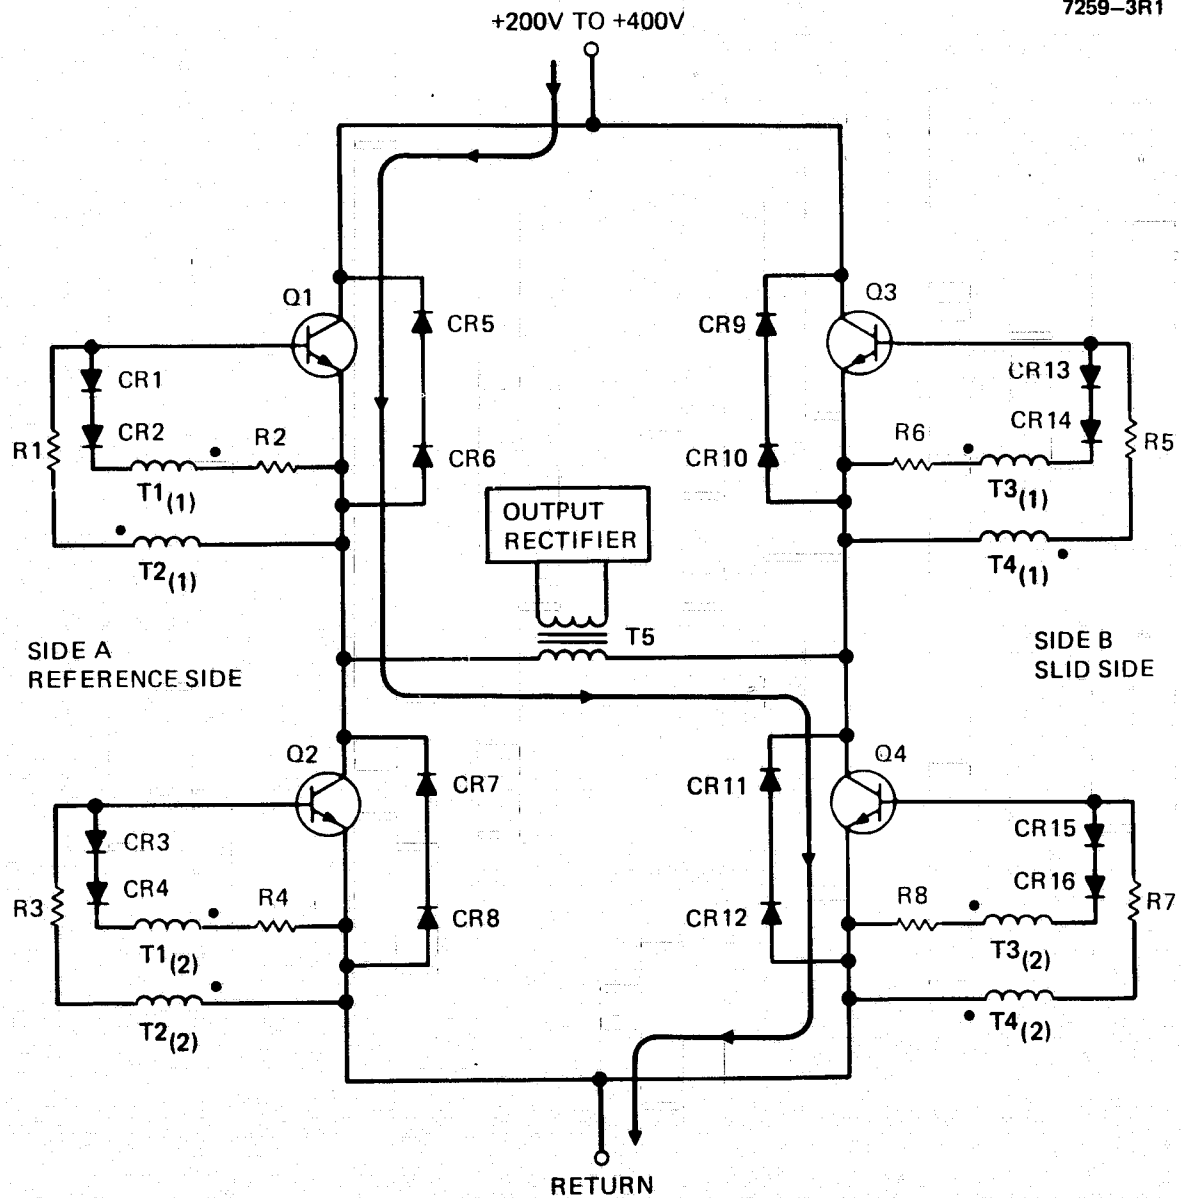 7259-3R1
+200V TO +400V
Q1
CR5
CR9
Q3
CR1
CR13
CR2
R2
R1
CR6
CR10
R6
CR14
R5
T1(1)
T3(1)
OUTPUT
RECTIFIER
T2(1)
T4(1)
T5
SIDE A
REFERENCE SIDE
SIDE B
SLID SIDE
Q2
CR7
CR11
Q4
CR3
CR15
CR4
R4
R3
CR8
CR12
R8
CR16
R7
T1(2)
T3(2)
T2(2)
T4(2)
RETURN